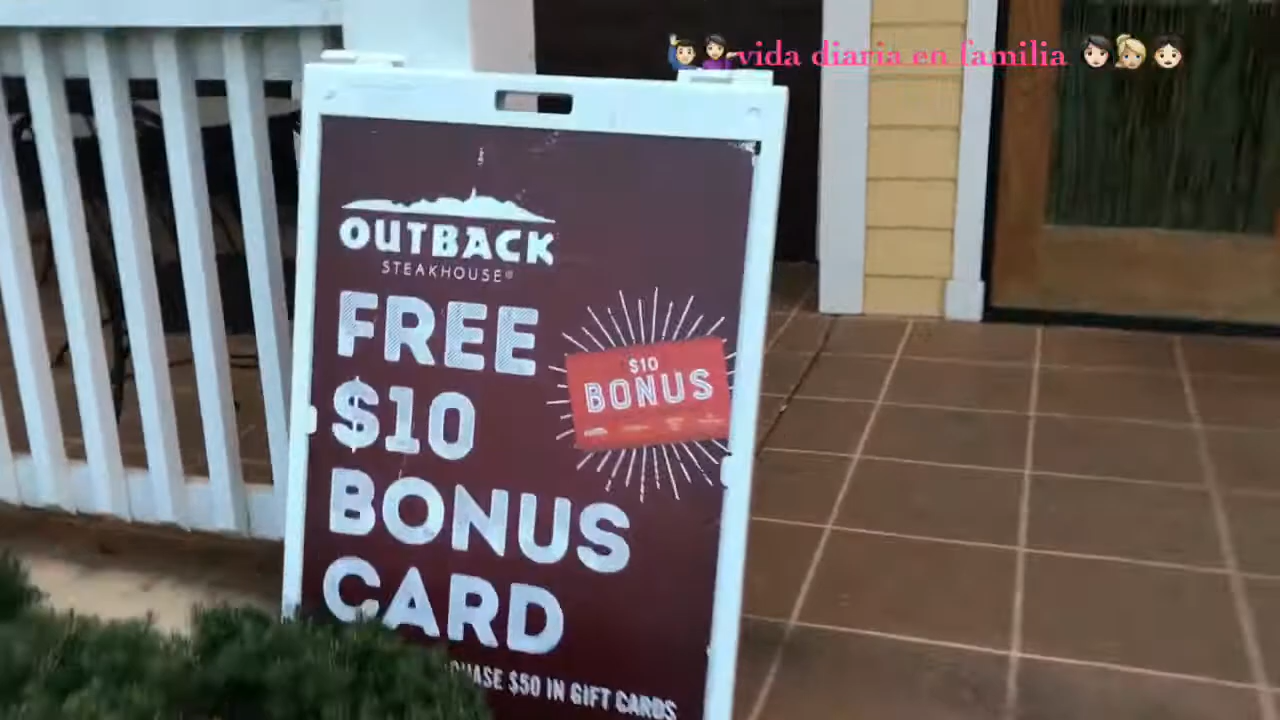 vida diaria en familia
OUTBACK
STEAKHOUSE®
FREE
$10
BONUS
CARD
$10
BONUS
$50 IN GIFT CARDS